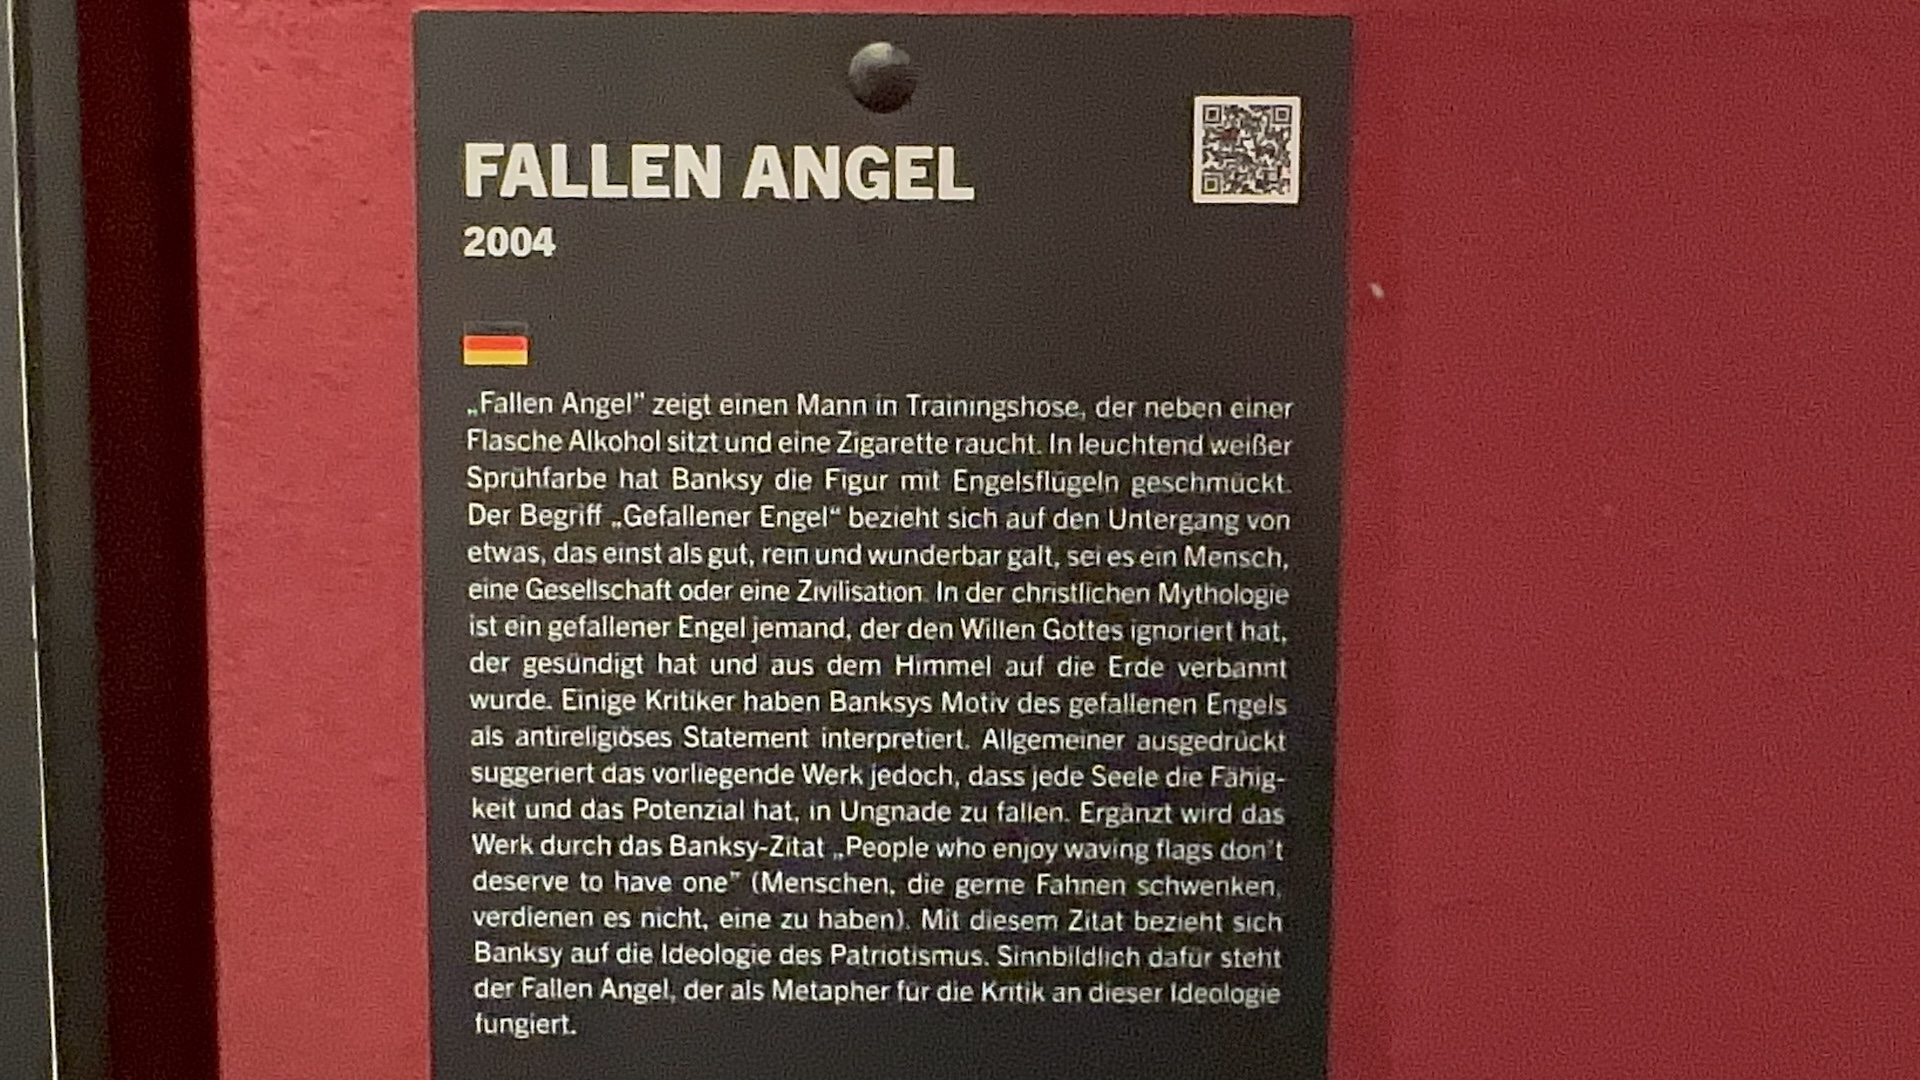 FALLEN ANGEL
2004
„Fallen Angel” zeigt einen Mann in Trainingshose, der neben einer
Flasche Alkohol sitzt und eine Zigarette raucht. In leuchtend weißer
Sprühfarbe hat Banksy die Figur mit Engelsflügeln geschmückt.
Der Begriff „Gefallener Engel“ bezieht sich auf den Untergang von
etwas, das einst als gut, rein und wunderbar galt, sei es ein Mensch,
eine Gesellschaft oder eine Zivilisation. In der christlichen Mythologie
ist ein gefallener Engel jemand, der den Willen Gottes ignoriert hat,
der gesündigt hat und aus dem Himmel auf die Erde verbannt
wurde. Einige Kritiker haben Banksys Motiv des gefallenen Engels
als antireligiöses Statement interpretiert. Allgemeiner ausgedrückt
suggeriert das vorliegende Werk jedoch, dass jede Seele die Fähig-
keit und das Potenzial hat, in Ungnade zu fallen. Ergänzt wird das
Werk durch das Banksy-Zitat „People who enjoy waving flags don’t
deserve to have one” (Menschen, die gerne Fahnen schwenken,
verdienen es nicht, eine zu haben). Mit diesem Zitat bezieht sich
Banksy auf die Ideologie des Patriotismus. Sinnbildlich dafür steht
der Fallen Angel, der als Metapher für die Kritik an dieser Ideologie
fungiert.